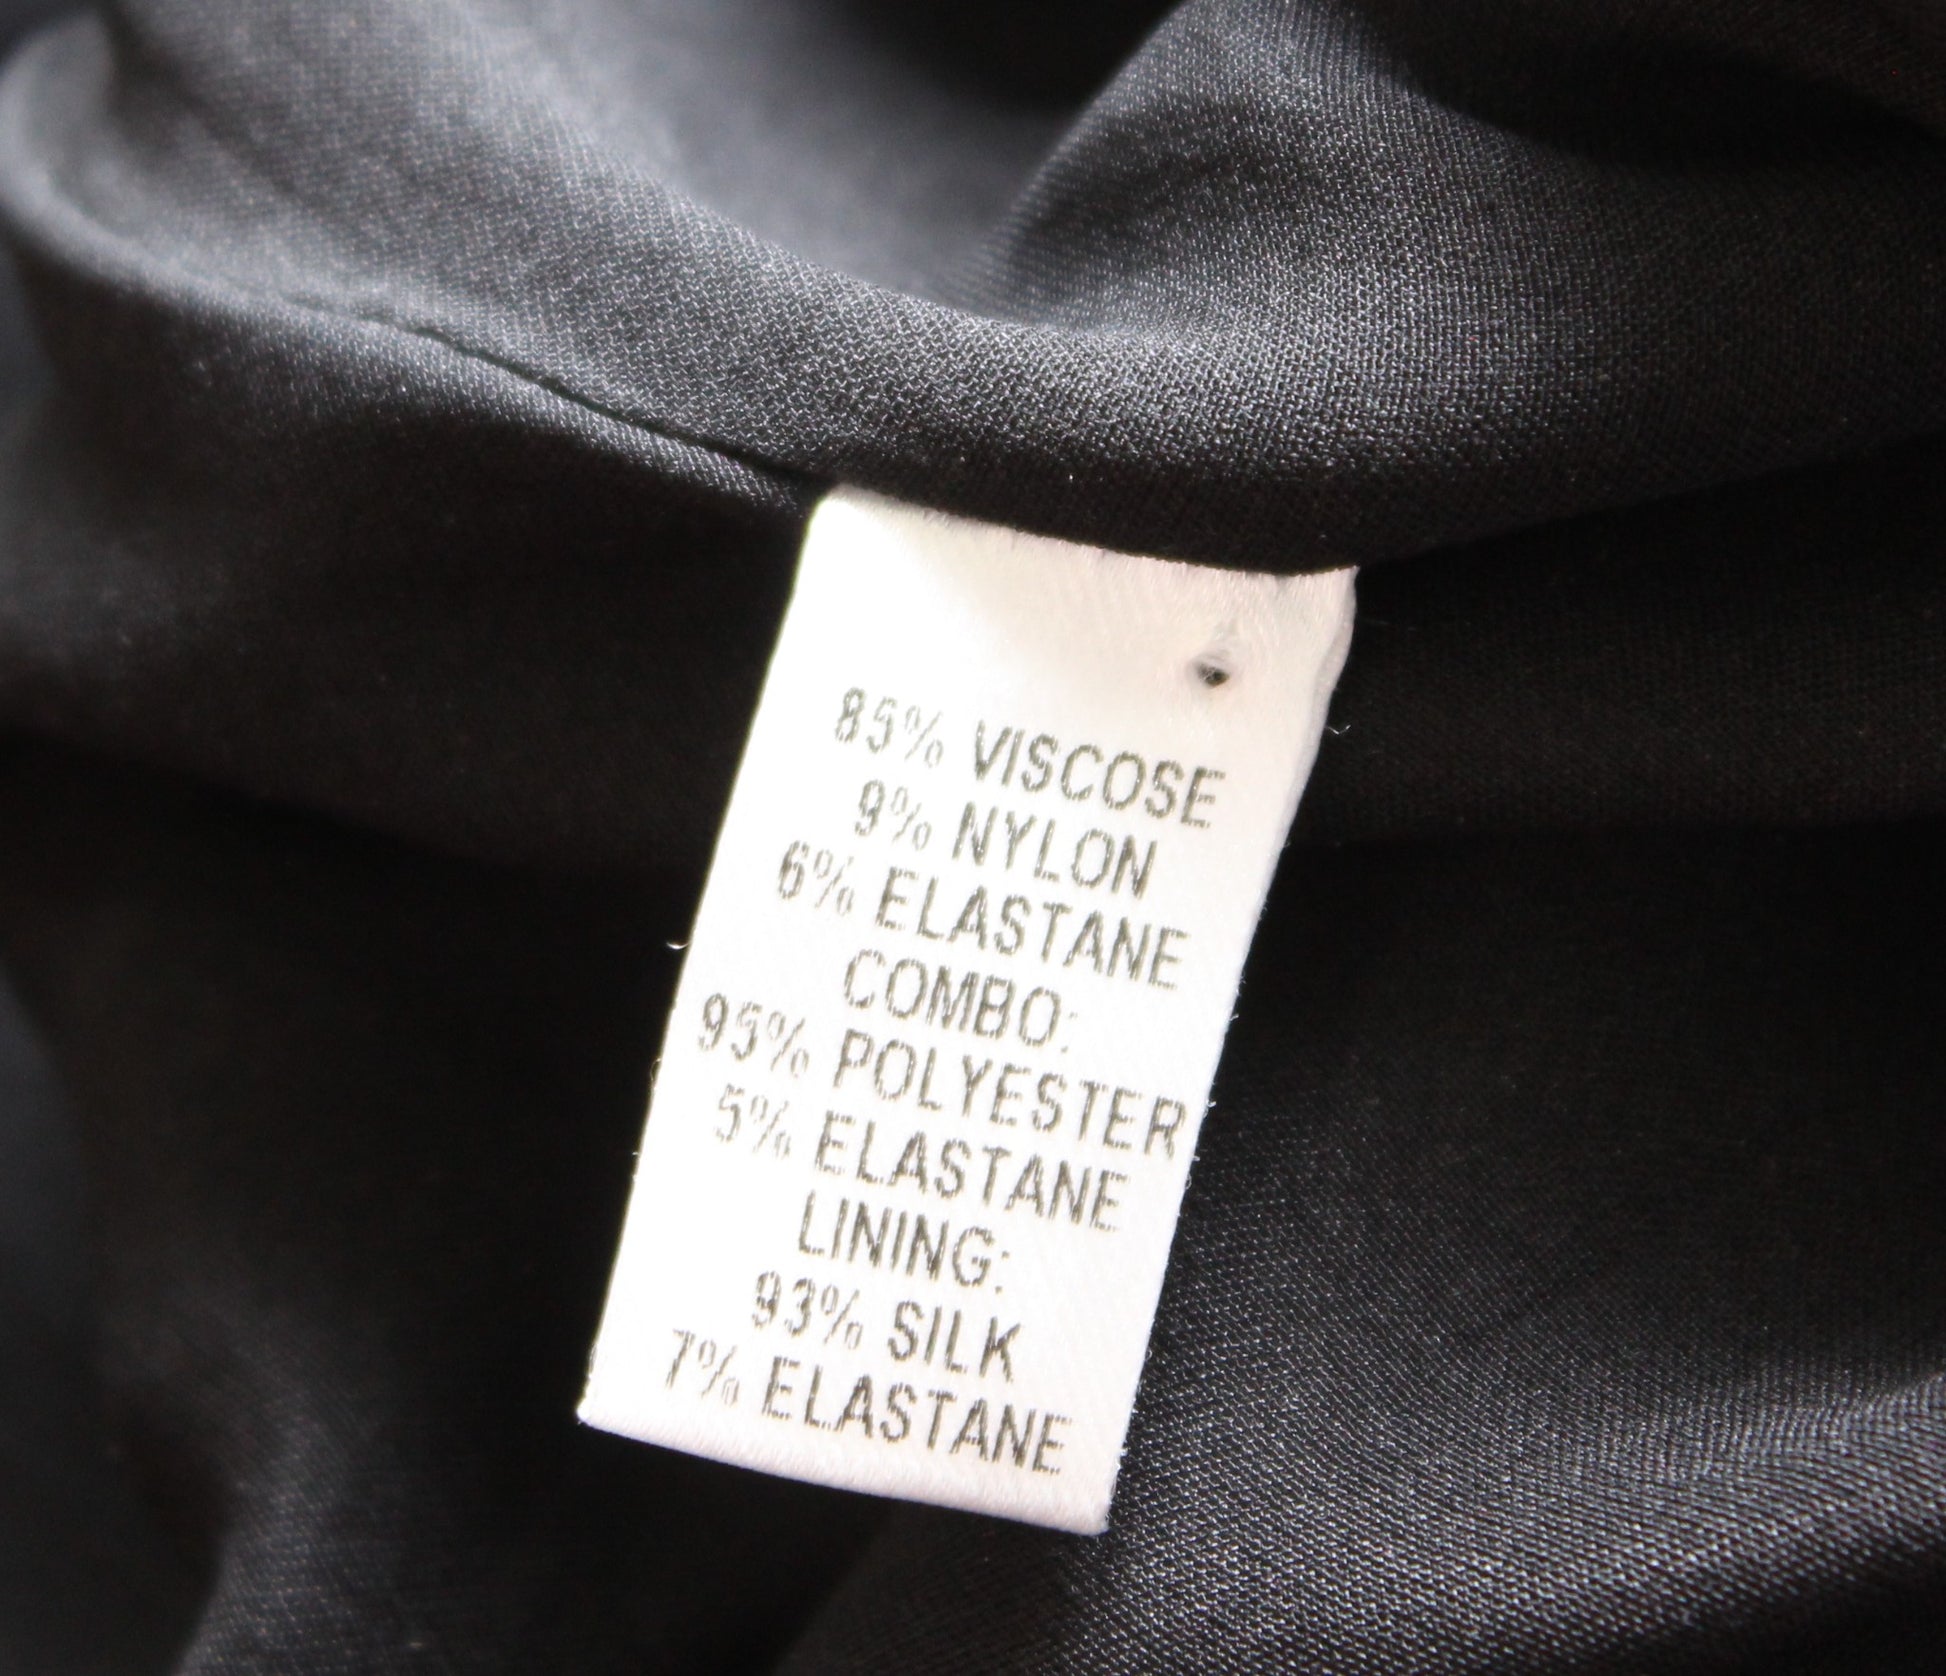 85% VISCOSE
9% NYLON
6% ELASTANE
COMBO:
95% POLYESTER
5% ELASTANE
LINING:
93% SILK
7% ELASTANE